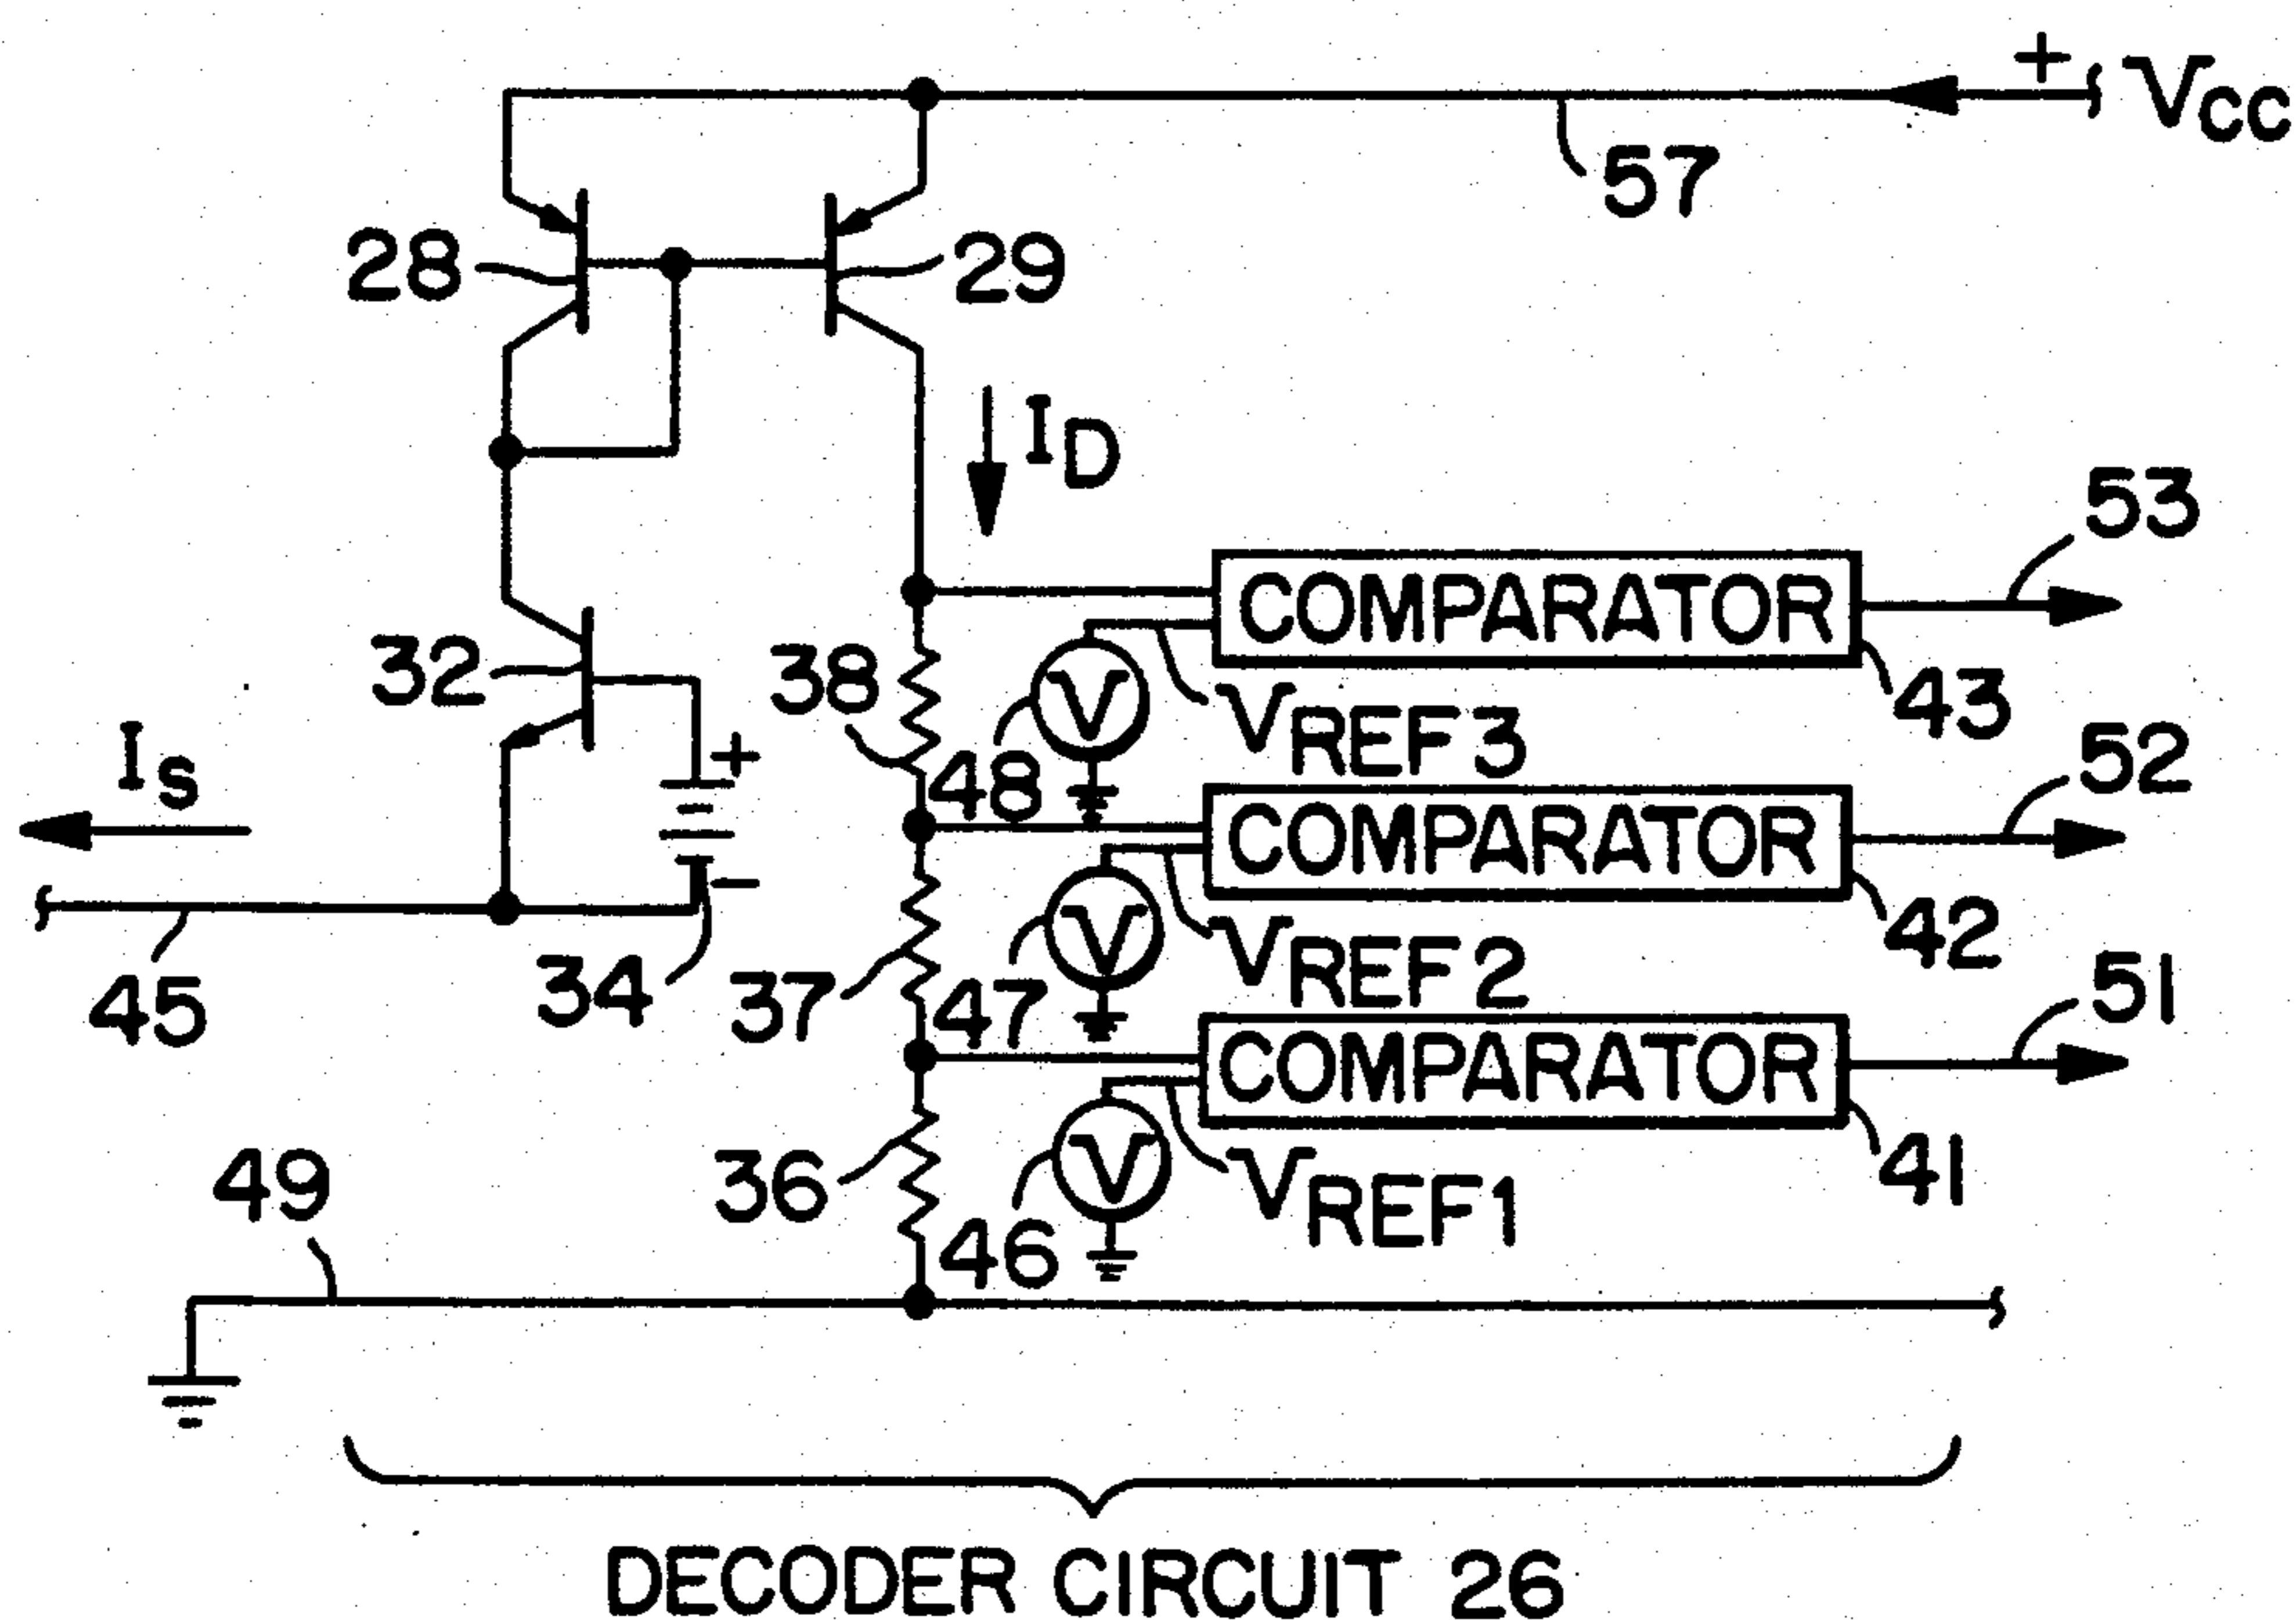 + VCC
57
28
29
ID
53
COMPARATOR
32
38
43
V
VREF3
IS
+
48
52
COMPARATOR
-
42
V
VREF2
45
34
37
47
51
COMPARATOR
41
V
VREF1
36
49
46
DECODER CIRCUIT 26